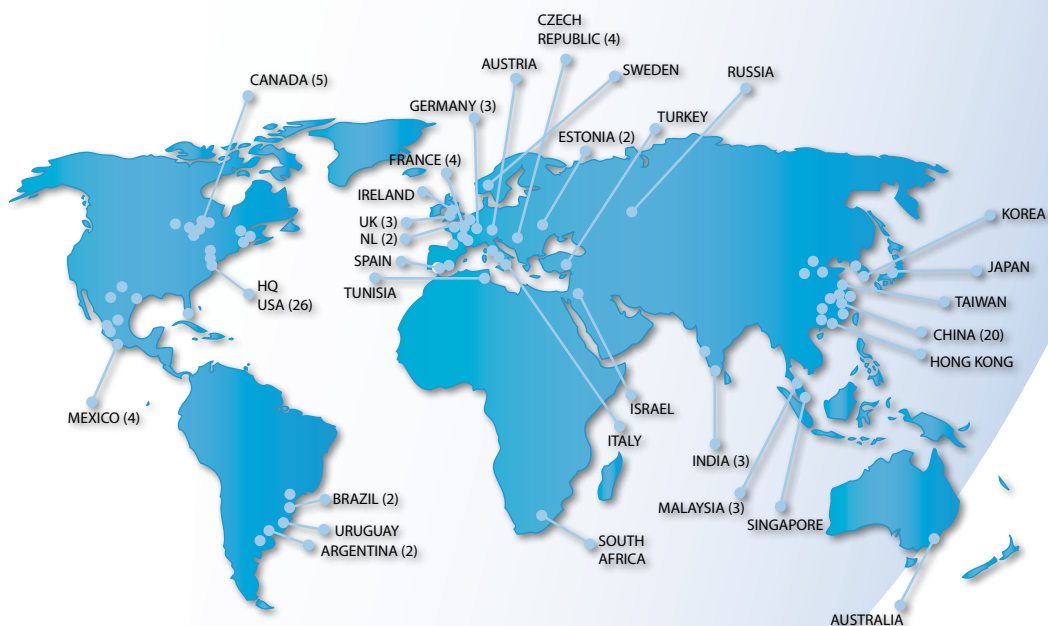 CZECH
REPUBLIC (4)
AUSTRIA
SWEDEN
RUSSIA
CANADA (5)
GERMANY (3)
TURKEY
ESTONIA (2)
FRANCE (4)
IRELAND
UK (3)
NL (2)
SPAIN
TUNISIA
HQ
USA (26)
KOREA
JAPAN
TAIWAN
CHINA (20)
HONG KONG
MEXICO (4)
ISRAEL
ITALY
INDIA (3)
MALAYSIA (3)
SINGAPORE
BRAZIL (2)
URUGUAY
ARGENTINA (2)
SOUTH
AFRICA
AUSTRALIA